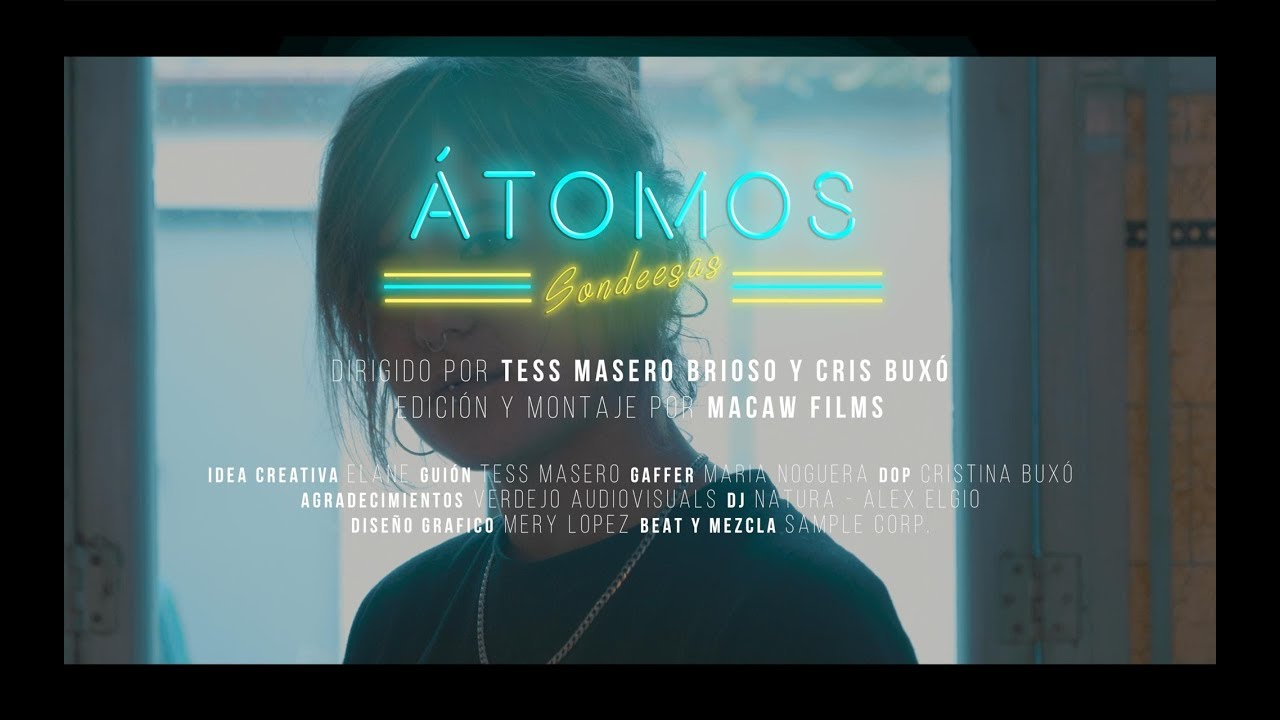 ÁTOMOS
Sondeesas
DIRIGIDO POR TESS MASERO BRIOSO Y CRIS BUXÓ
EDICIÓN Y MONTAJE POR MACAW FILMS
IDEA CREATIVA ELANE GUIÓN TESS MASERO GAFFER MARIA NOGUERA DOP CRISTINA BUXÓ
AGRADECIMIENTOS VERDEJO AUDIOVISUALS DJ NATURA - ALEX ELGIO
DISEÑO GRAFICO MERY LOPEZ BEAT Y MEZCLA SAMPLE CORP.